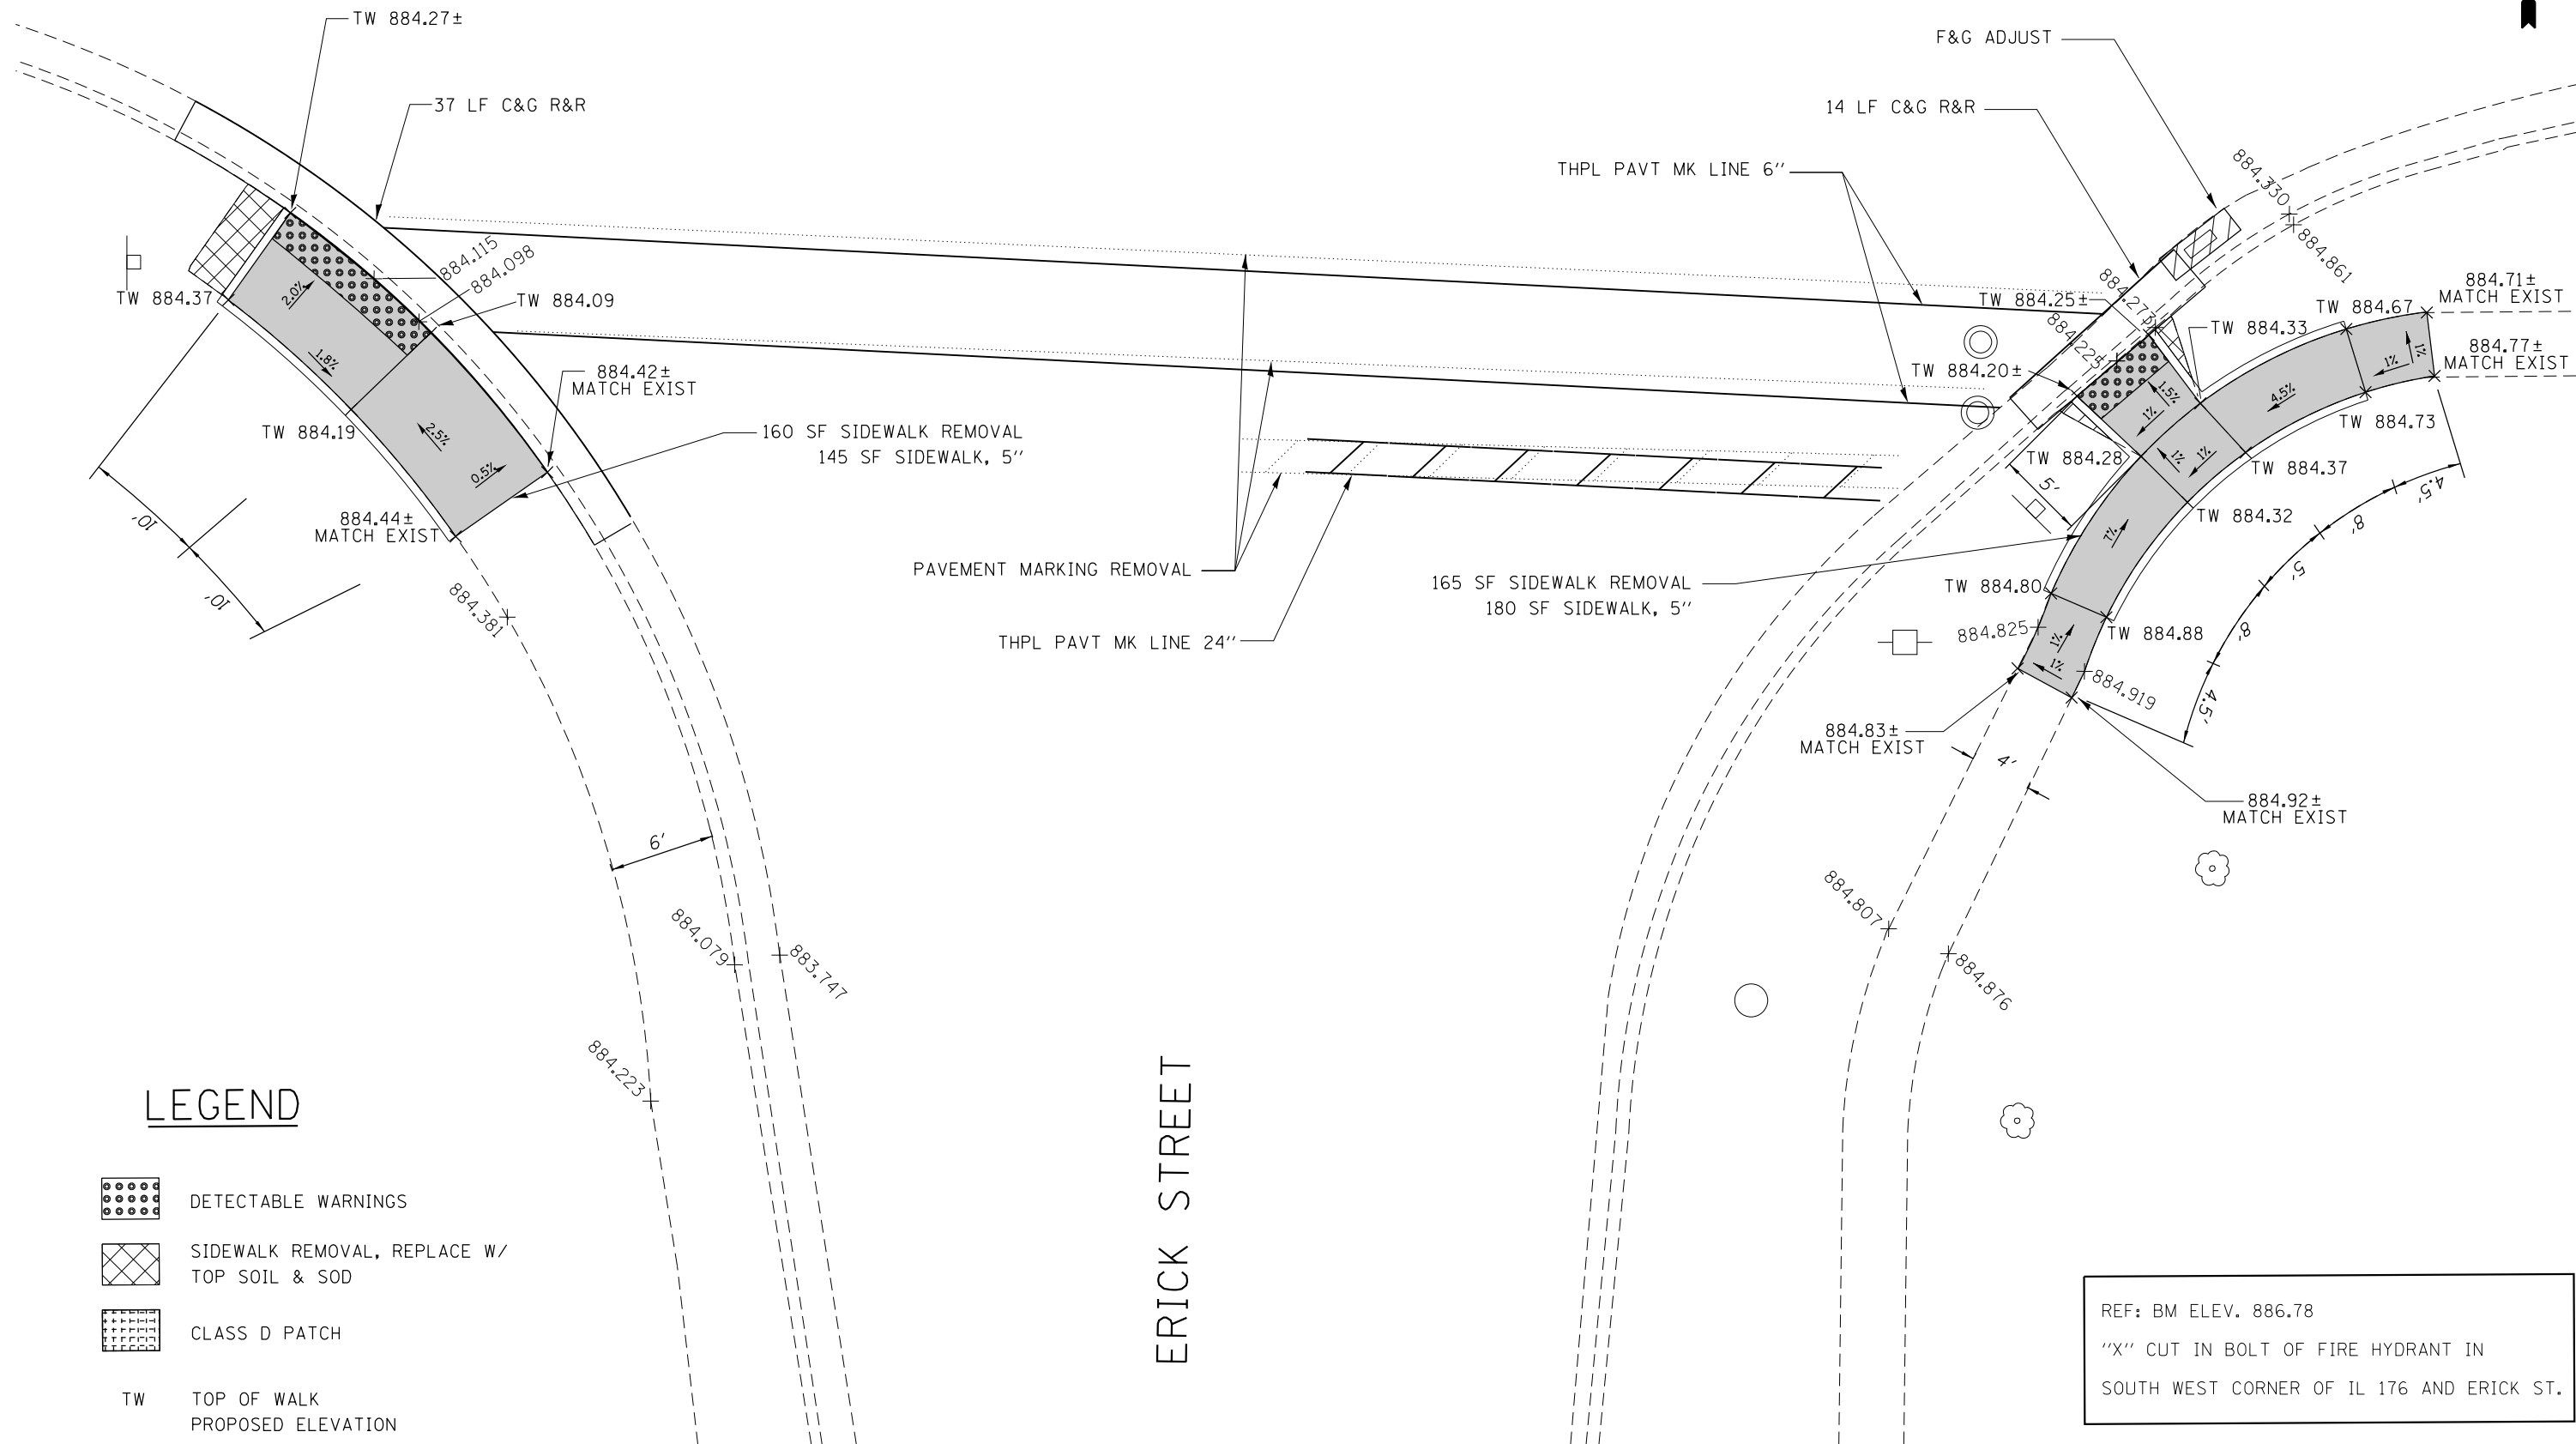 TW 884.27±
F&G ADJUST
37 LF C&G R&R
14 LF C&G R&R
THPL PAVT MK LINE 6"
884.330
884.861
884.115
884.098
TW 884.37
2.0%
TW 884.09
1.8%
884.42±
MATCH EXIST
TW 884.19
2.5%
0.5%
160 SF SIDEWALK REMOVAL
145 SF SIDEWALK, 5"
884.44±
MATCH EXIST
10'
10'
884.381
PAVEMENT MARKING REMOVAL
THPL PAVT MK LINE 24"
TW 884.25±
884.273
884.225
TW 884.20±
TW 884.33
TW 884.67
884.71±
MATCH EXIST
884.77±
MATCH EXIST
1%
1%
4.5%
1.5%
1%
TW 884.73
TW 884.28
1%
1%
TW 884.37
5'
TW 884.32
4.5'
8'
5'
8'
4.5'
7%
165 SF SIDEWALK REMOVAL
180 SF SIDEWALK, 5"
TW 884.80
884.825
1%
1%
TW 884.88
884.919
884.83±
MATCH EXIST
4'
884.92±
MATCH EXIST
6'
884.079
883.747
884.223
884.807
884.876
ERICK STREET
LEGEND
DETECTABLE WARNINGS
SIDEWALK REMOVAL, REPLACE W/
TOP SOIL & SOD
CLASS D PATCH
TW TOP OF WALK
PROPOSED ELEVATION
REF: BM ELEV. 886.78
"X" CUT IN BOLT OF FIRE HYDRANT IN
SOUTH WEST CORNER OF IL 176 AND ERICK ST.